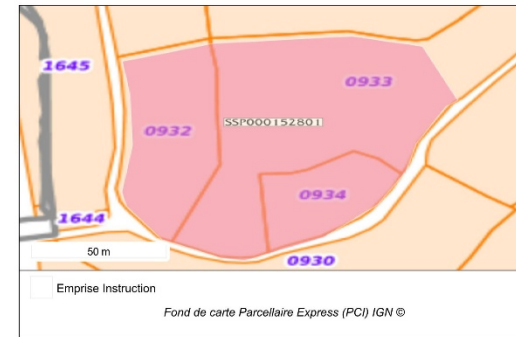 1645
0933
SSP000152801
0932
0934
1644
50 m
0930
Emprise Instruction
Fond de carte Parcellaire Express (PCI) IGN ©